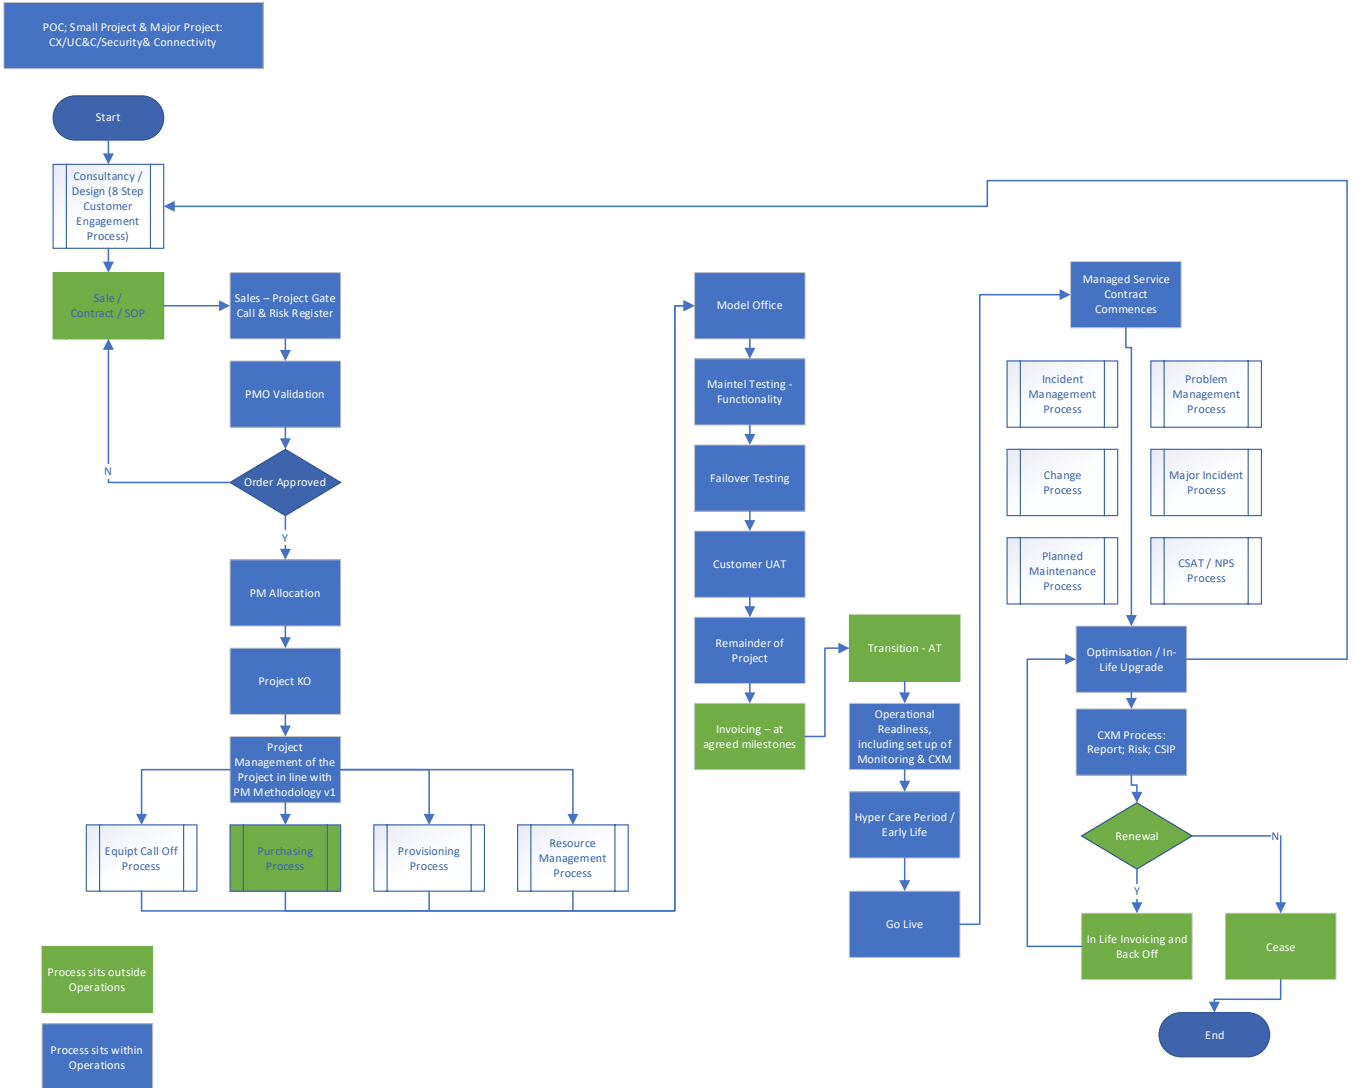 POC; Small Project & Major Project:
CX/UC&C/Security& Connectivity
Start
Consultancy /
Design (8 Step
Customer
Engagement
Process)
Sale /
Contract / SOP
Sales – Project Gate
Call & Risk Register
PMO Validation
Order Approved
N
Y
PM Allocation
Project KO
Project
Management of the
Project in line with
PM Methodology v1
Equipt Call Off
Process
Purchasing
Process
Provisioning
Process
Resource
Management
Process
Model Office
Maintel Testing -
Functionality
Failover Testing
Customer UAT
Remainder of
Project
Invoicing – at
agreed milestones
Transition - AT
Operational
Readiness,
including set up of
Monitoring & CXM
Hyper Care Period /
Early Life
Go Live
Managed Service
Contract
Commences
Incident
Management
Process
Problem
Management
Process
Change
Process
Major Incident
Process
Planned
Maintenance
Process
CSAT / NPS
Process
Optimisation / In-
Life Upgrade
CXM Process:
Report; Risk; CSIP
Renewal
N
Y
In Life Invoicing and
Back Off
Cease
End
Process sits outside
Operations
Process sits within
Operations